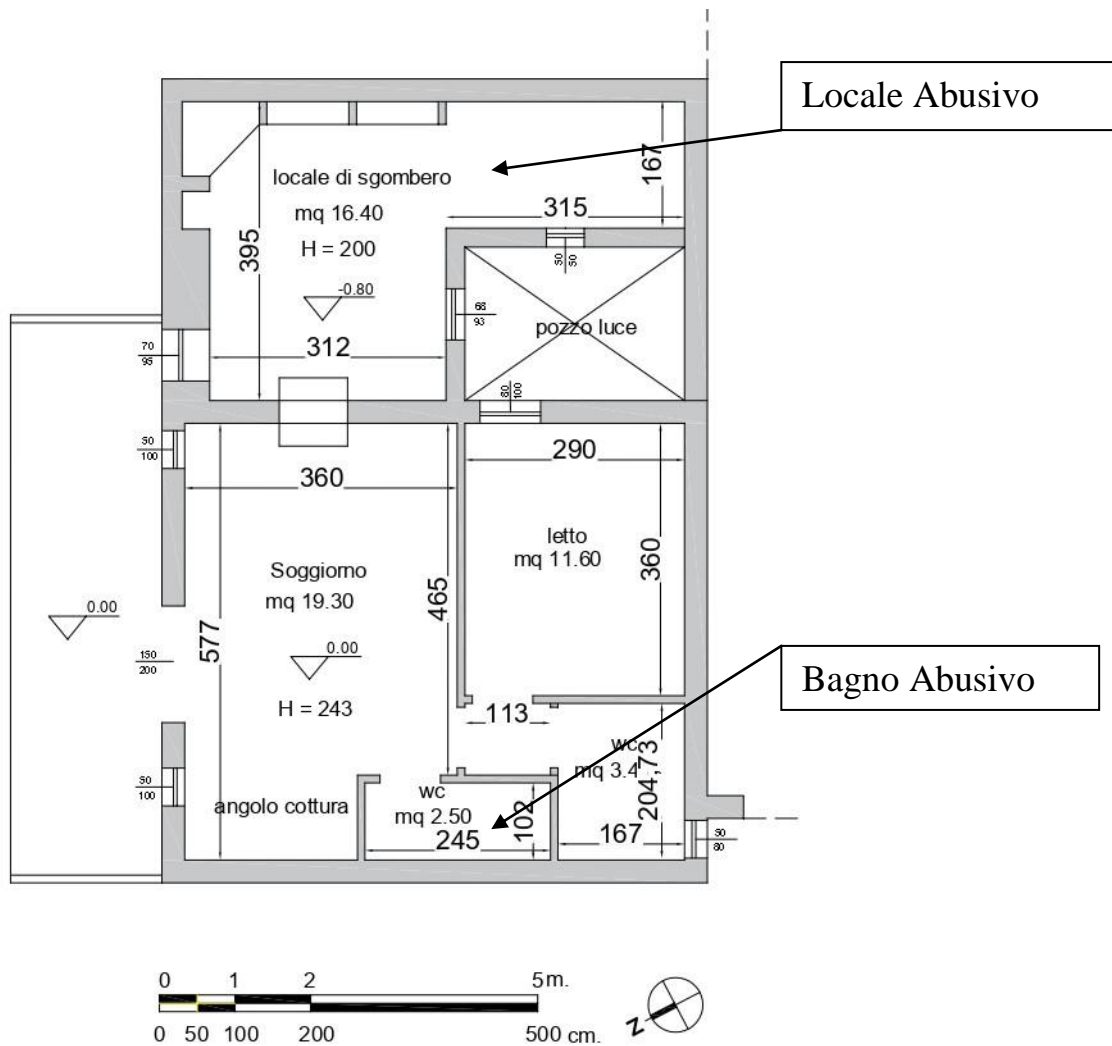 Locale Abusivo
167
locale di sgombero
mq 16.40
315
H = 200
395
50
50
-0.80
68
93
pozzo luce
70
95
312
80
100
50
100
360
290
letto
mq 11.60
360
Soggiorno
mq 19.30
465
0.00
577
0.00
150
200
Bagno Abusivo
H = 243
113
wc
mq 3.4
204,73
50
100
angolo cottura
wc
mq 2.50
102
245
167
50
80
0 1 2 5 m.
0 50 100 200 500 cm.
Z